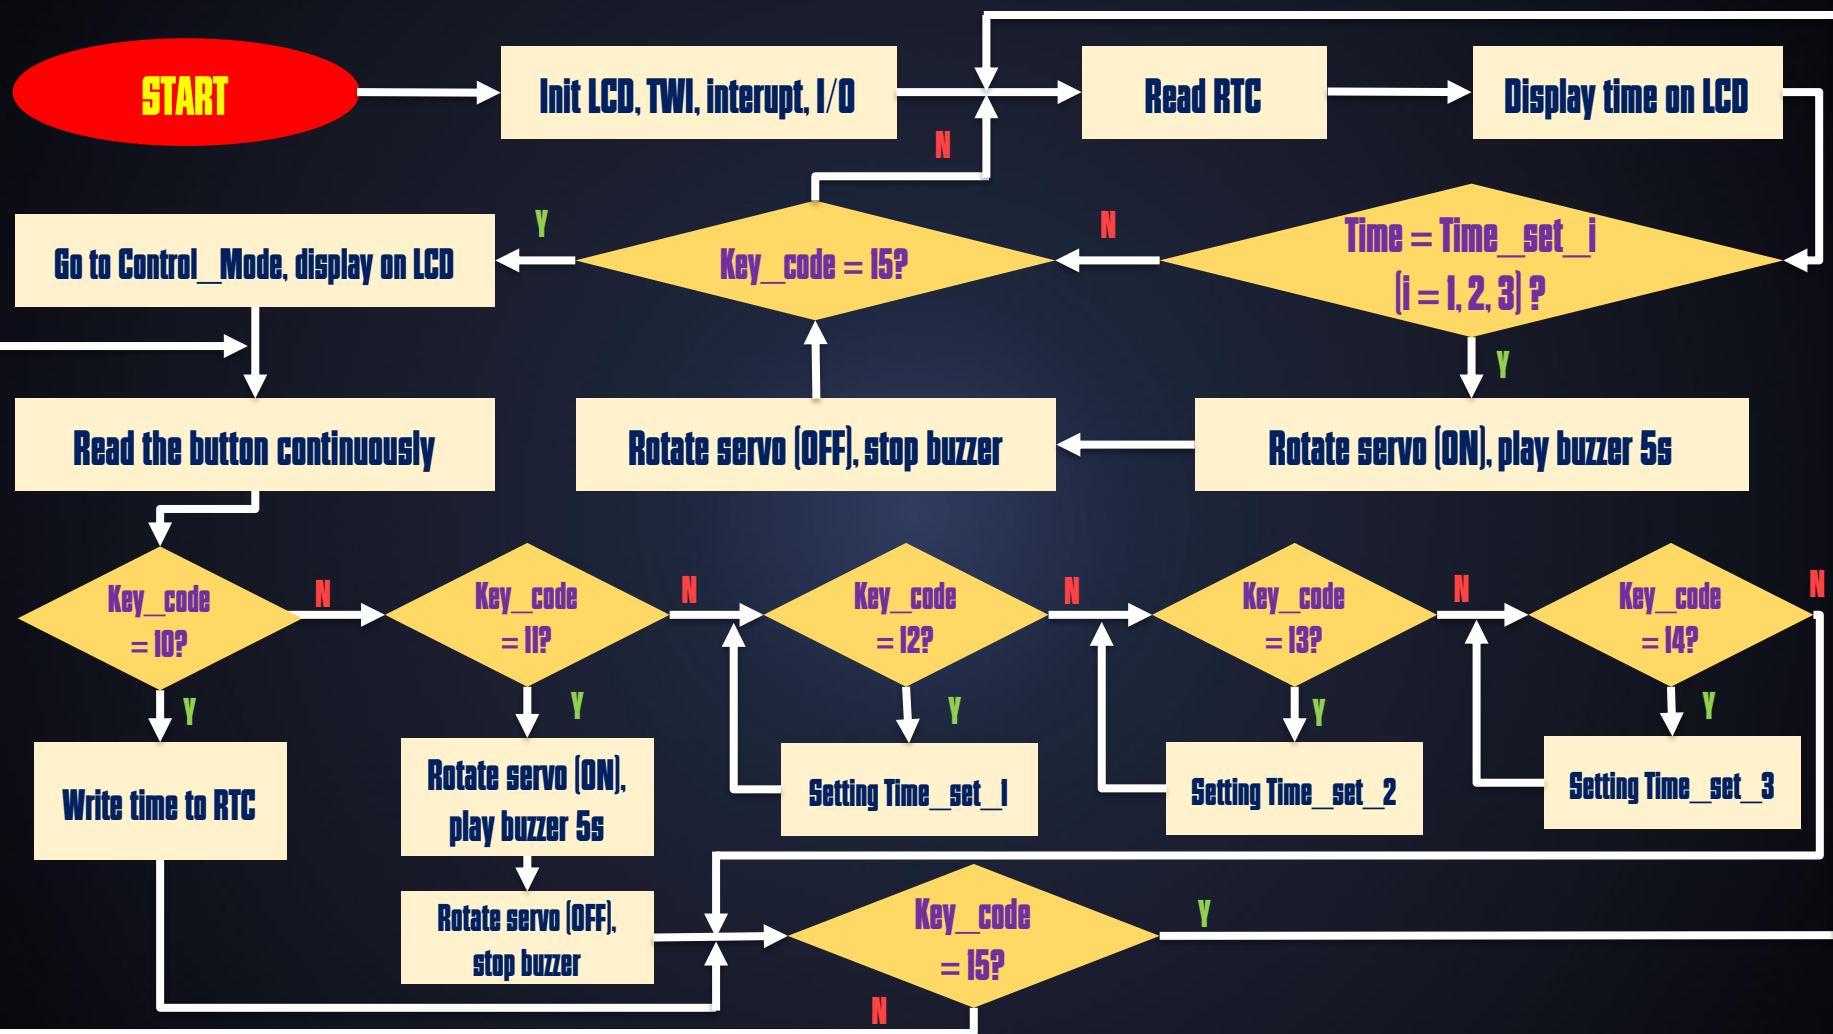 START
Init LCD, TWI, interupt, I/O
Read RTC
Display time on LCD
N
Go to Control_Mode, display on LCD
Y
Key_code = 15?
N
Time = Time_set_i
(i = 1, 2, 3) ?
Y
Read the button continuously
Rotate servo (OFF), stop buzzer
Rotate servo (ON), play buzzer 5s
Key_code
= 10?
N
Key_code
= 11?
N
Key_code
= 12?
N
Key_code
= 13?
N
Key_code
= 14?
N
Y
Y
Y
Y
Y
Write time to RTC
Rotate servo (ON),
play buzzer 5s
Setting Time_set_1
Setting Time_set_2
Setting Time_set_3
Rotate servo (OFF),
stop buzzer
Key_code
= 15?
Y
N